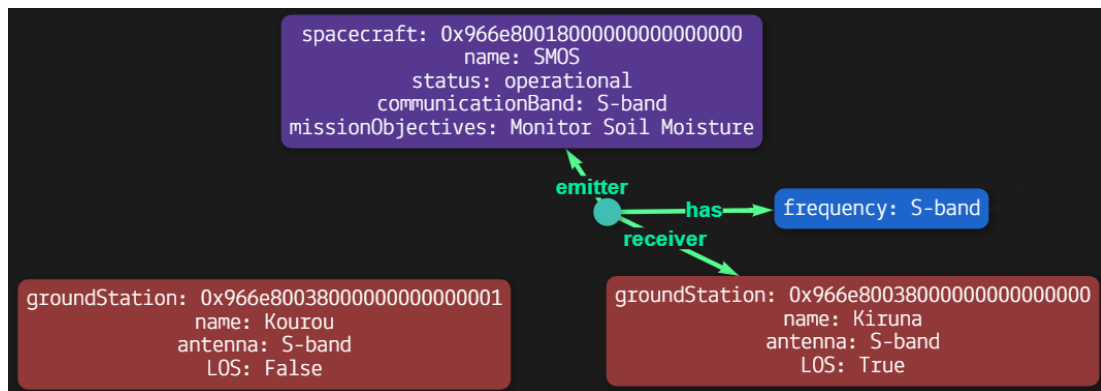 spacecraft: 0x966e80018000000000000000
name: SMOS
status: operational
communicationBand: S-band
missionObjectives: Monitor Soil Moisture
emitter
has
frequency: S-band
receiver
groundStation: 0x966e80038000000000000001
name: Kourou
antenna: S-band
LOS: False
groundStation: 0x966e80038000000000000000
name: Kiruna
antenna: S-band
LOS: True